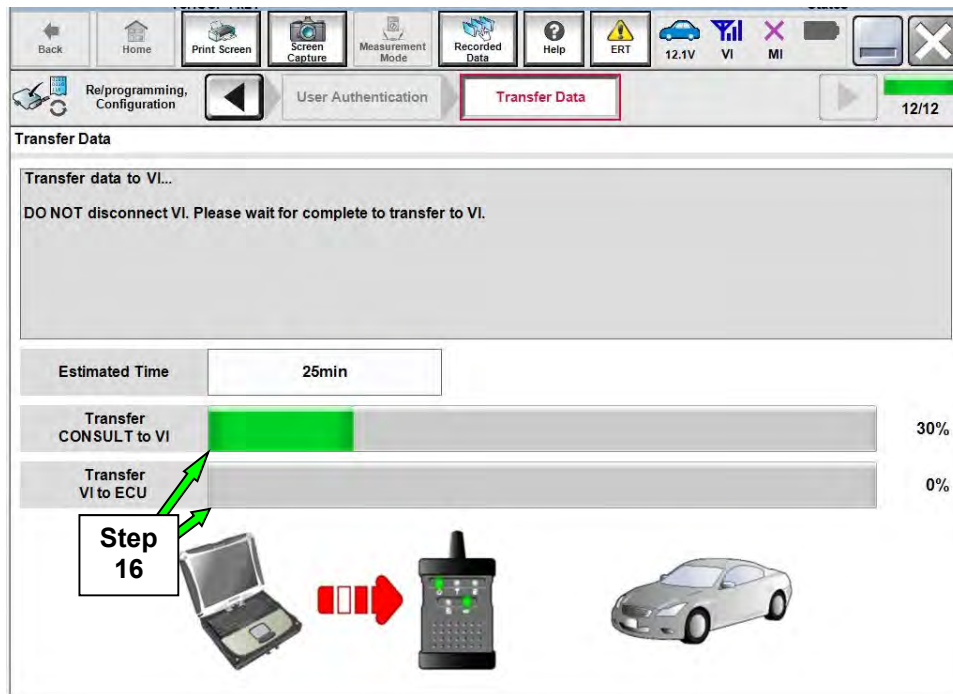 Back
Home
Print Screen
Screen
Capture
Measurement
Mode
Recorded
Data
Help
ERT
12.1V
VI
MI
Re/programming,
Configuration
User Authentication
Transfer Data
12/12
Transfer Data
Transfer data to VI...
DO NOT disconnect VI. Please wait for complete to transfer to VI.
Estimated Time
25min
Transfer
CONSULT to VI
30%
Transfer
VI to ECU
0%
Step
16